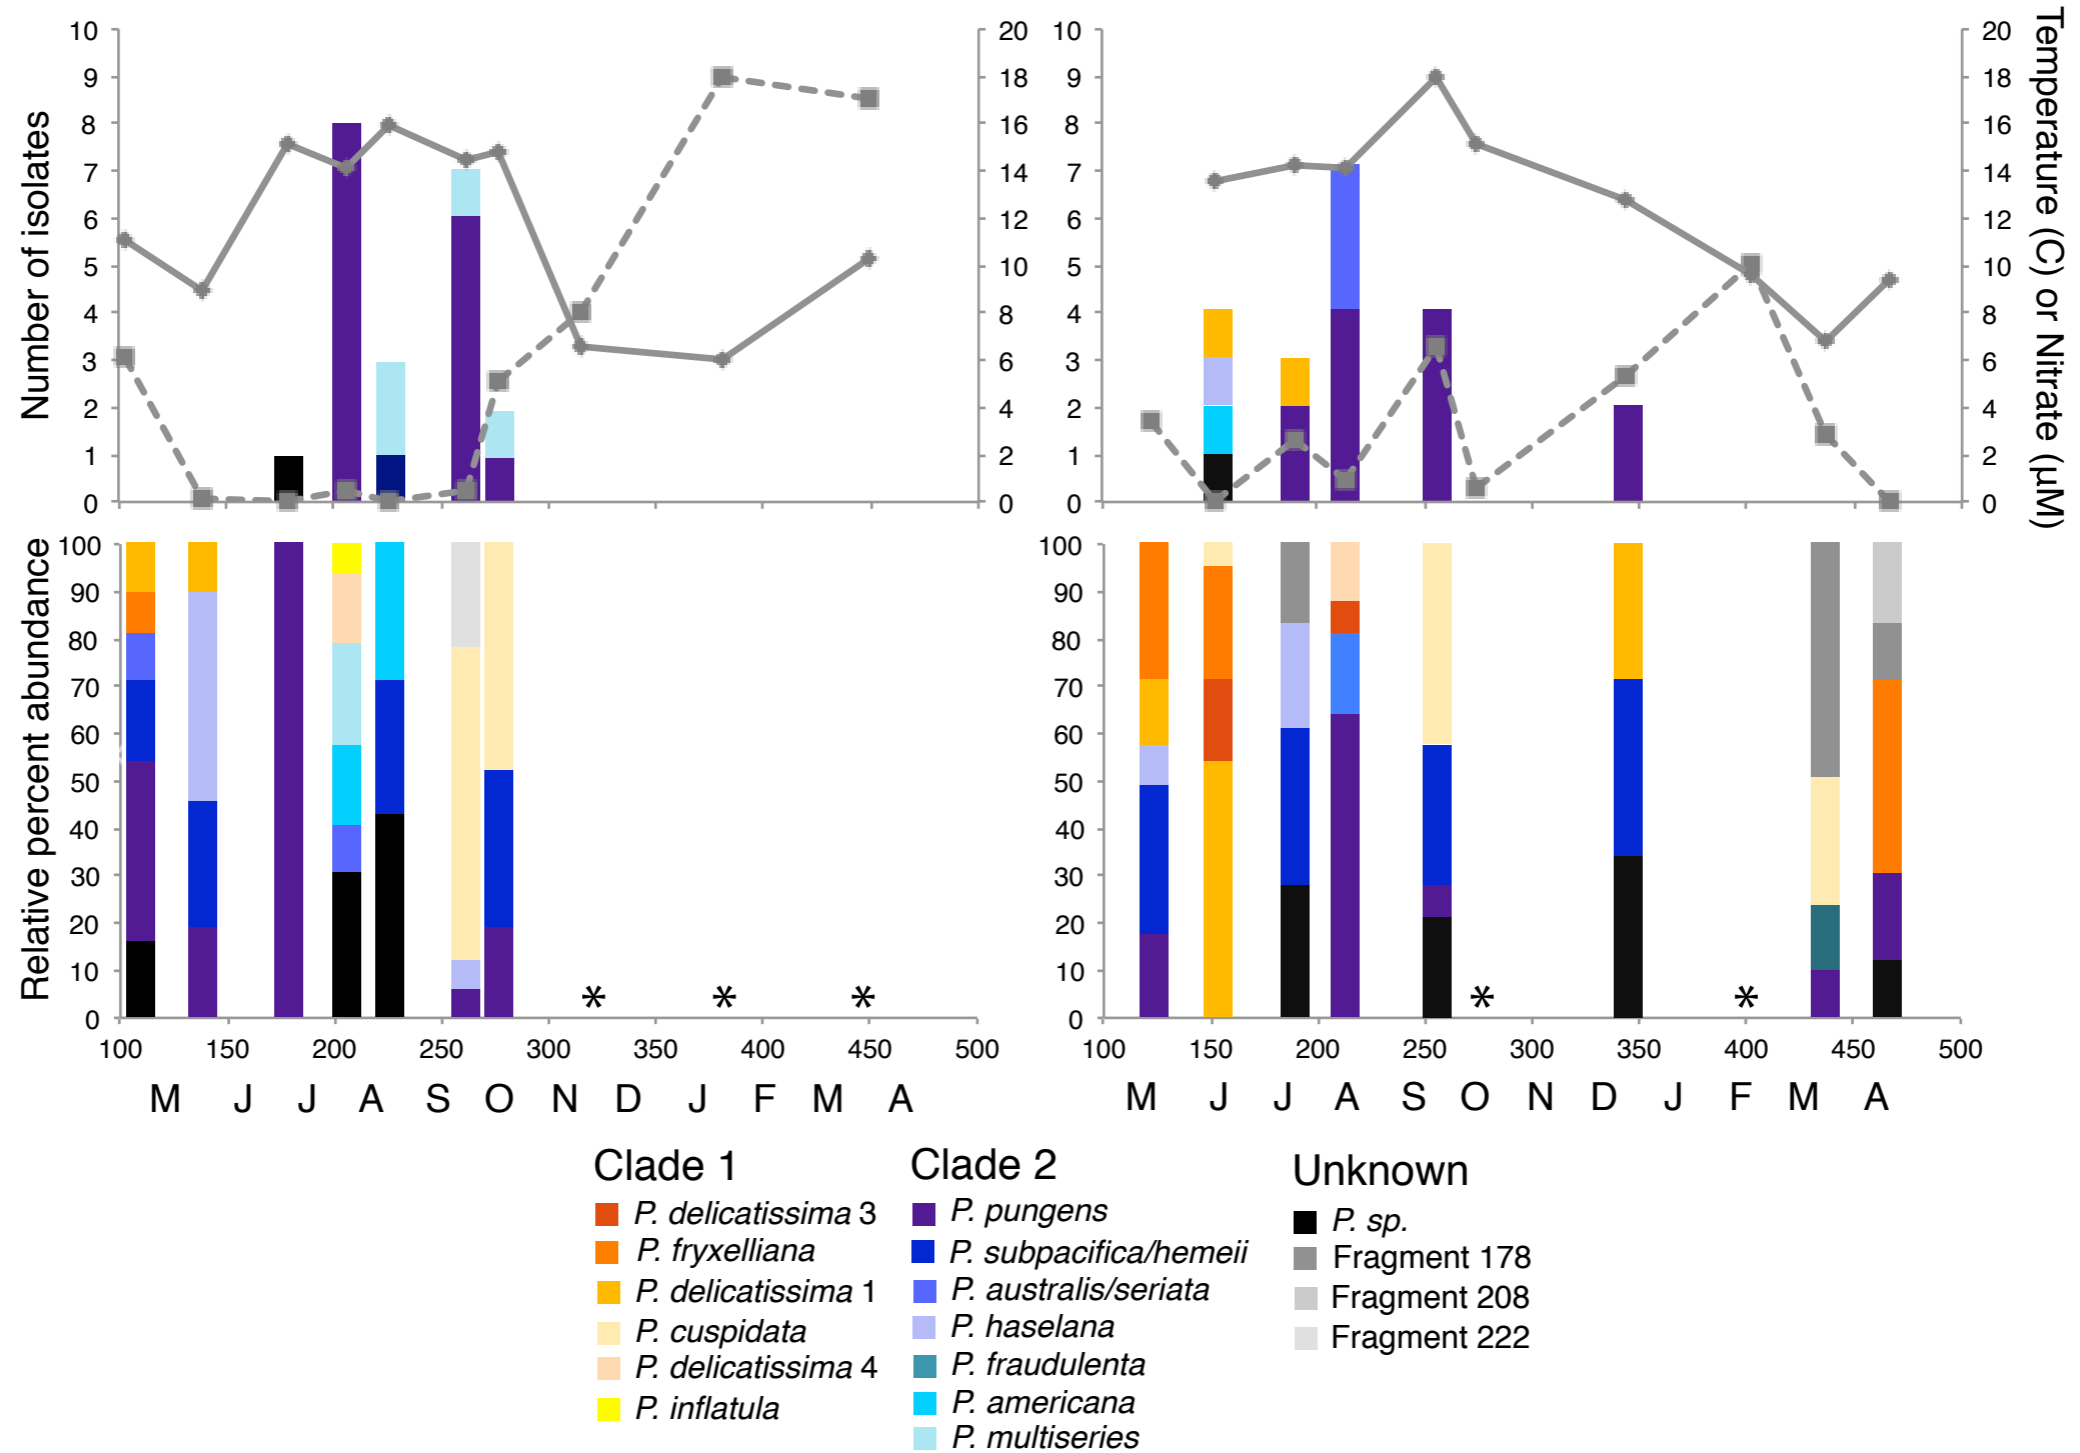 10 20 10 20
9 18 9 18
8 16 8 16
7 14 7 14
6 12 6 12
5 10 5 10
4 8 4 8
3 6 3 6
2 4 2 4
1 2 1 2
0 0 0 0
Number of isolates
Temperature (C) or Nitrate (µM)
100 100
90 90
80 80
70 70
60 60
50 50
40 40
30 30
20 20
10 * * * 10 * *
0 0
Relative percent abundance
100 150 200 250 300 350 400 450 500 100 150 200 250 300 350 400 450 500
M J J A S O N D J F M A M J J A S O N D J F M A
Clade 1
P. delicatissima 3
P. fryxelliana
P. delicatissima 1
P. cuspidata
P. delicatissima 4
P. inflatula
Clade 2
P. pungens
P. subpacifica/hemeii
P. australis/seriata
P. haselana
P. fraudulenta
P. americana
P. multiseries
Unknown
P. sp.
Fragment 178
Fragment 208
Fragment 222